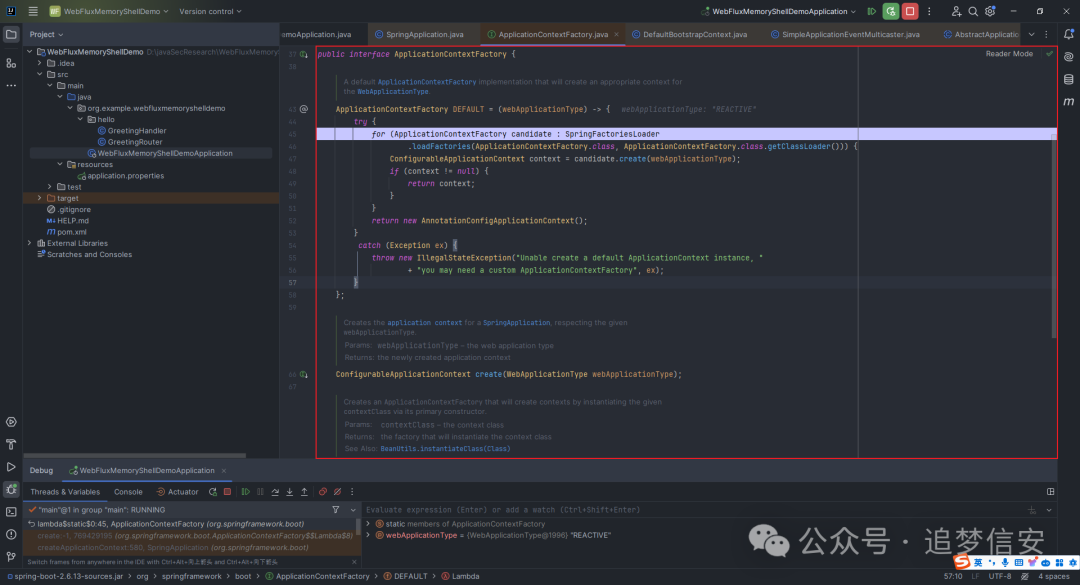 WF WebFluxMemoryShellDemo Version control WebFluxMemoryShellDemoApplication
Project
emoApplication.java SpringApplication.java ApplicationContextFactory.java DefaultBootstrapContext.java SimpleApplicationEventMulticaster.java AbstractApplicatio
WebFluxMemoryShellDemo D:\javaSecResearch\WebFluxMemory
.idea
src
main
java
org.example.webfluxmemoryshelldemo
hello
GreetingHandler
GreetingRouter
WebFluxMemoryShellDemoApplication
resources
application.properties
test
target
.gitignore
HELP.md
pom.xml
External Libraries
Scratches and Consoles
Reader Mode
37 public interface ApplicationContextFactory {
38
A default ApplicationContextFactory implementation that will create an appropriate context for
the WebApplicationType.
43 ApplicationContextFactory DEFAULT = (webApplicationType) -> { webApplicationType: "REACTIVE"
44 try {
45 for (ApplicationContextFactory candidate : SpringFactoriesLoader
46 .loadFactories(ApplicationContextFactory.class, ApplicationContextFactory.class.getClassLoader())) {
47 ConfigurableApplicationContext context = candidate.create(webApplicationType);
48 if (context != null) {
49 return context;
50 }
51 }
52 return new AnnotationConfigApplicationContext();
53 }
54 catch (Exception ex) {
55 throw new IllegalStateException("Unable create a default ApplicationContext instance, "
56 + "you may need a custom ApplicationContextFactory", ex);
57 }
58 };
59
Creates the application context for a SpringApplication, respecting the given
webApplicationType.
Params: webApplicationType – the web application type
Returns: the newly created application context
66 ConfigurableApplicationContext create(WebApplicationType webApplicationType);
67
Creates an ApplicationContextFactory that will create contexts by instantiating the given
contextClass via its primary constructor.
Params: contextClass – the context class
Returns: the factory that will instantiate the context class
See Also: BeanUtils.instantiateClass(Class)
Debug WebFluxMemoryShellDemoApplication
Threads & Variables Console Actuator
"main"@1 in group "main": RUNNING
lambda$static$0:45, ApplicationContextFactory (org.springframework.boot)
create:-1, 769429195 (org.springframework.boot.ApplicationContextFactory$$Lambda$8)
createApplicationContext:580, SpringApplication (org.springframework.boot)
Switch frames from anywhere in the IDE with Ctrl+Alt+向上箭头 and Ctrl+Alt+向下箭头
Evaluate expression (Enter) or add a watch (Ctrl+Shift+Enter)
static members of ApplicationContextFactory
webApplicationType = {WebApplicationType@1996} "REACTIVE"
公众号 · 追梦信安
英
spring-boot-2.6.13-sources.jar org springframework boot ApplicationContextFactory DEFAULT Lambda 57:10 LF UTF-8 4 spaces